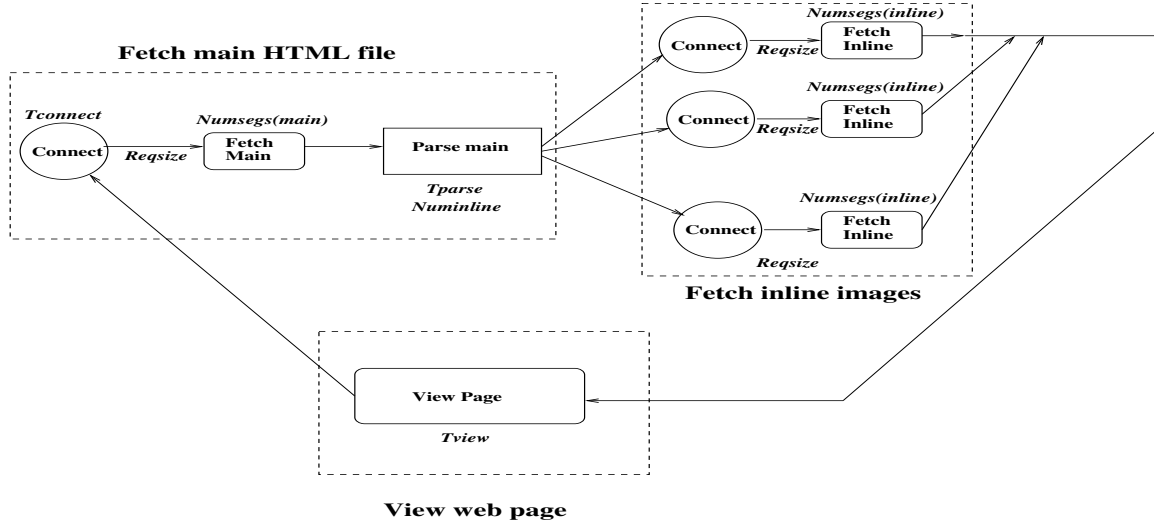 Fetch main HTML file
Tconnect
Connect
Reqsize
Numsegs(main)
Fetch
Main
Parse main
Tparse
Numinline
Connect
Reqsize
Numsegs(inline)
Fetch
Inline
Connect
Reqsize
Numsegs(inline)
Fetch
Inline
Connect
Reqsize
Numsegs(inline)
Fetch
Inline
Fetch inline images
View Page
Tview
View web page